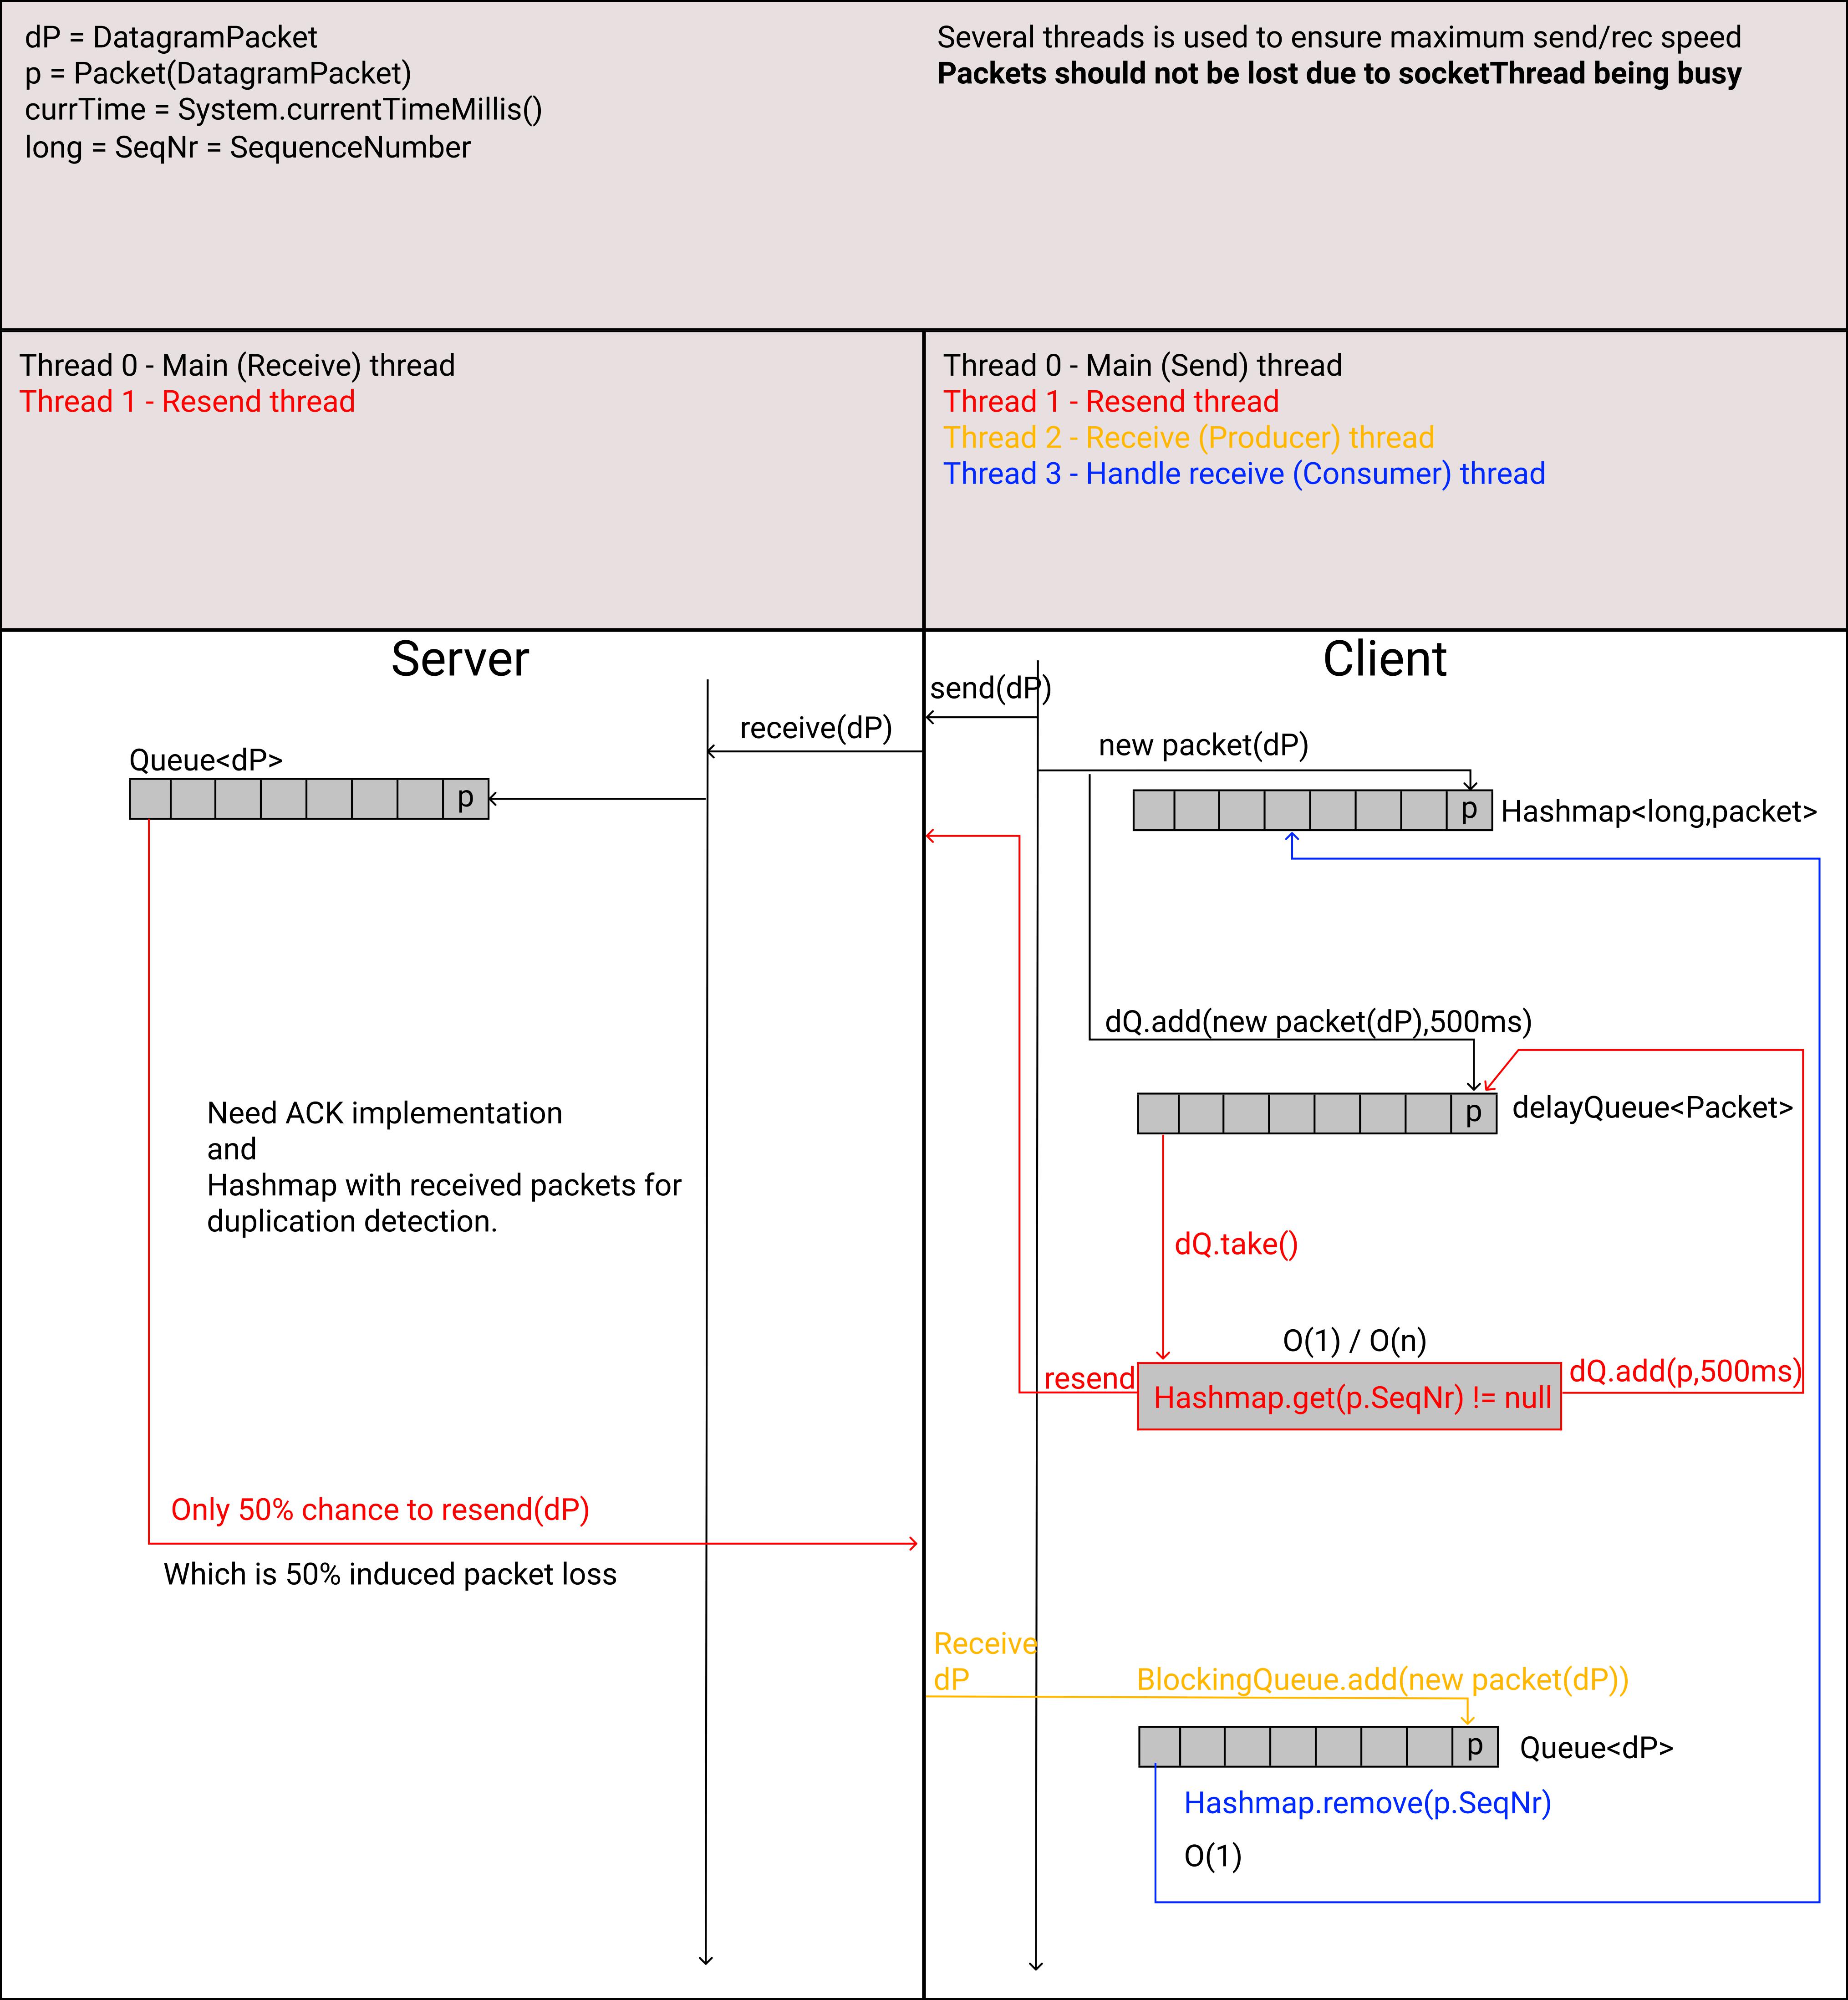 dP = DatagramPacket
p = Packet(DatagramPacket)
currTime = System.currentTimeMillis()
long = SeqNr = SequenceNumber
Several threads is used to ensure maximum send/rec speed
Packets should not be lost due to socketThread being busy
Thread 0 - Main (Receive) thread
Thread 1 - Resend thread
Thread 0 - Main (Send) thread
Thread 1 - Resend thread
Thread 2 - Receive (Producer) thread
Thread 3 - Handle receive (Consumer) thread
Server
Client
send(dP)
receive(dP)
new packet(dP)
Queue<dP>
p
p
Hashmap<long,packet>
dQ.add(new packet(dP),500ms)
p
delayQueue<Packet>
Need ACK implementation
and
Hashmap with received packets for
duplication detection.
dQ.take()
O(1) / O(n)
resend
Hashmap.get(p.SeqNr) != null
dQ.add(p,500ms)
Only 50% chance to resend(dP)
Which is 50% induced packet loss
Receive
dP
BlockingQueue.add(new packet(dP))
p
Queue<dP>
Hashmap.remove(p.SeqNr)
O(1)